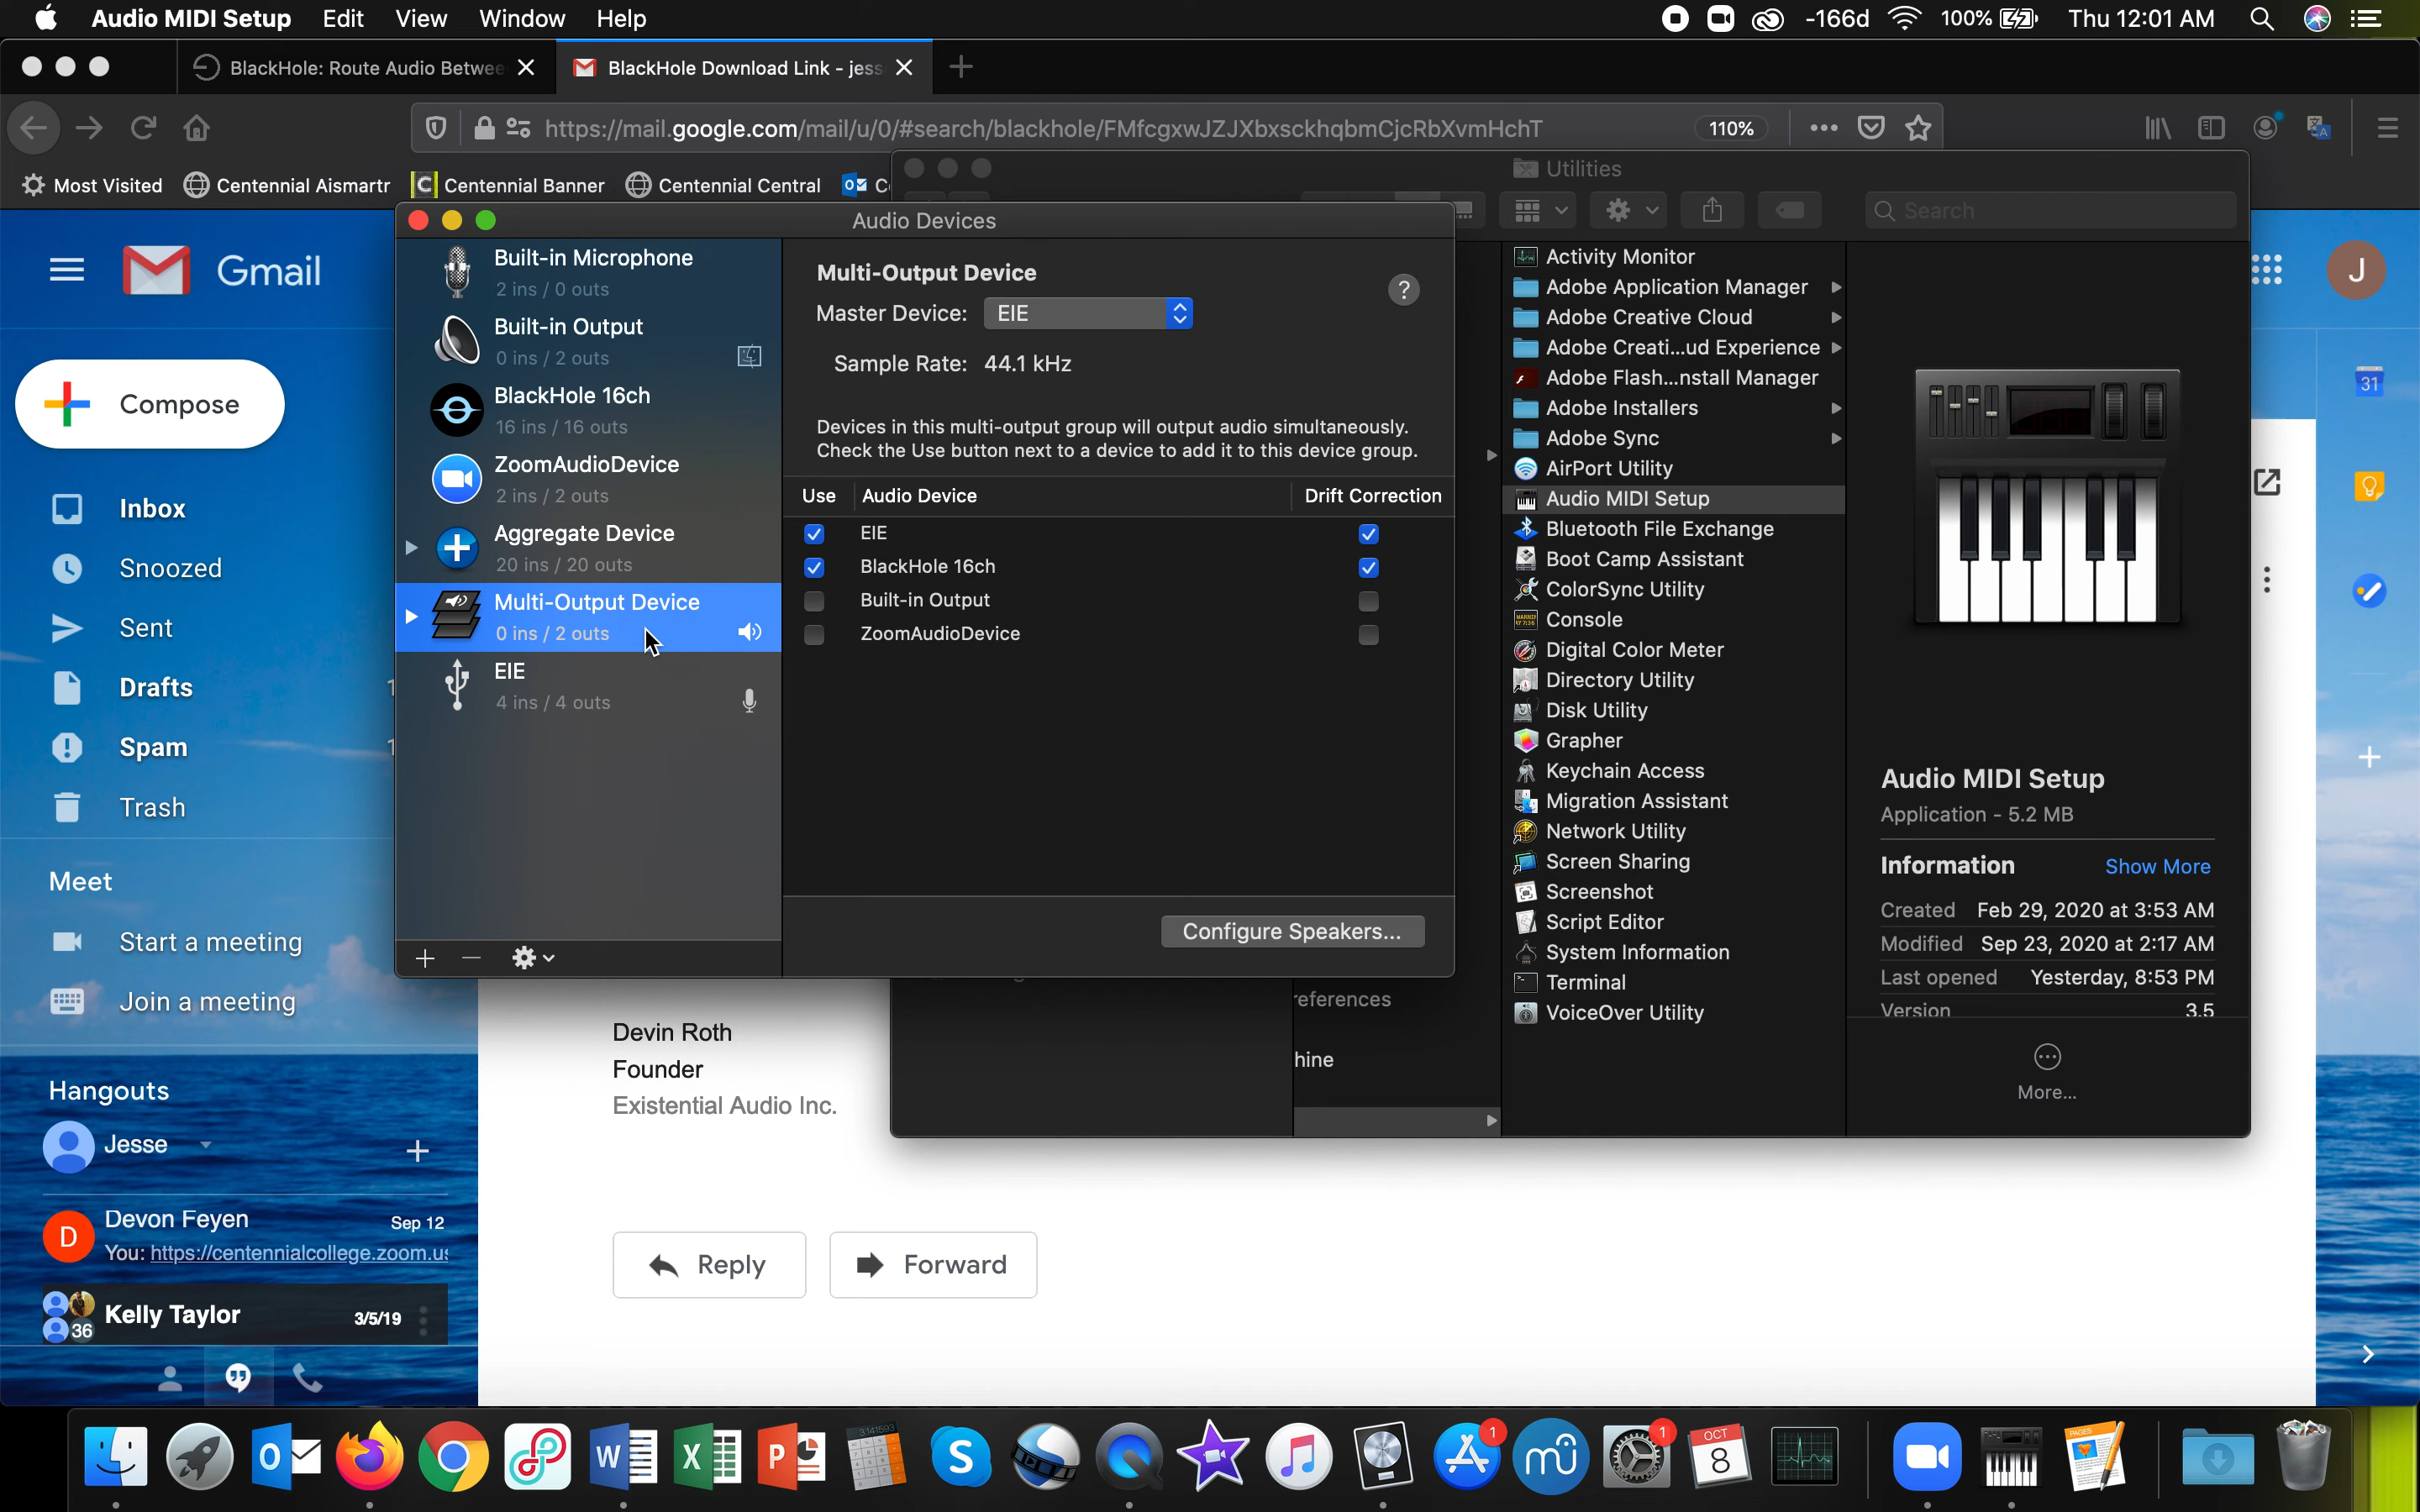 Audio MIDI Setup Edit View Window Help -166d 100% Thu 12:01 AM
BlackHole: Route Audio Betwee
BlackHole Download Link - jess
https://mail.google.com/mail/u/0/#search/blackhole/FMfcgxwJZJXbxsckhqbmCjcRbXvmHchT 110%
Most Visited Centennial Aismartr Centennial Banner Centennial Central
Gmail
Compose
Inbox
Snoozed
Sent
Drafts
Spam
Trash
Meet
Start a meeting
Join a meeting
Hangouts
Jesse
D
Devon Feyen Sep 12
You: https://centennialcollege.zoom.us
36
Kelly Taylor 3/5/19
Audio Devices
Built-in Microphone
2 ins / 0 outs
Built-in Output
0 ins / 2 outs
BlackHole 16ch
16 ins / 16 outs
ZoomAudioDevice
2 ins / 2 outs
Aggregate Device
20 ins / 20 outs
Multi-Output Device
0 ins / 2 outs
EIE
4 ins / 4 outs
Multi-Output Device
?
Master Device: EIE
Sample Rate: 44.1 kHz
Devices in this multi-output group will output audio simultaneously.
Check the Use button next to a device to add it to this device group.
Use Audio Device Drift Correction
EIE
BlackHole 16ch
Built-in Output
ZoomAudioDevice
Configure Speakers...
Utilities
Search
Activity Monitor
Adobe Application Manager
Adobe Creative Cloud
Adobe Creati...ud Experience
Adobe Flash...nstall Manager
Adobe Installers
Adobe Sync
AirPort Utility
Audio MIDI Setup
Bluetooth File Exchange
Boot Camp Assistant
ColorSync Utility
Console
Digital Color Meter
Directory Utility
Disk Utility
Grapher
Keychain Access
Migration Assistant
Network Utility
Screen Sharing
Screenshot
Script Editor
System Information
Terminal
VoiceOver Utility
Audio MIDI Setup
Application - 5.2 MB
Information Show More
Created Feb 29, 2020 at 3:53 AM
Modified Sep 23, 2020 at 2:17 AM
Last opened Yesterday, 8:53 PM
Version 3.5
More...
J
31
references
hine
Devin Roth
Founder
Existential Audio Inc.
Reply
Forward
1
1
OCT
8
PAGES